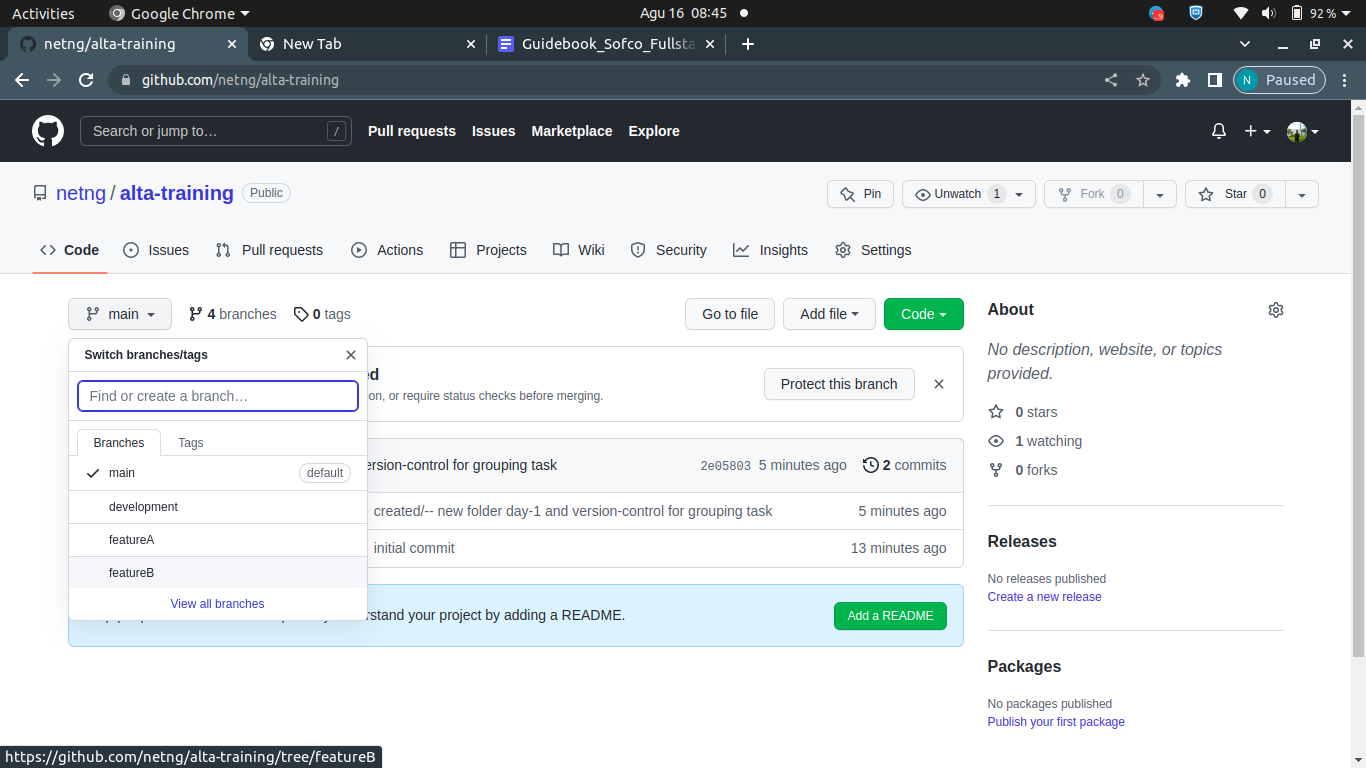 Activities Google Chrome Agu 16 08:45 92 %
netng/alta-training New Tab Guidebook_Sofco_Fullsta
github.com/netng/alta-training N Paused
Search or jump to… / Pull requests Issues Marketplace Explore
netng / alta-training Public Pin Unwatch 1 Fork 0 Star 0
Code Issues Pull requests Actions Projects Wiki Security Insights Settings
main 4 branches 0 tags Go to file Add file Code
Switch branches/tags
Find or create a branch…
Branches Tags
main default
development
featureA
featureB
View all branches
ed
on, or require status checks before merging.
Protect this branch
ersion-control for grouping task 2e05803 5 minutes ago 2 commits
created/-- new folder day-1 and version-control for grouping task 5 minutes ago
initial commit 13 minutes ago
rstand your project by adding a README. Add a README
About
No description, website, or topics
provided.
0 stars
1 watching
0 forks
Releases
No releases published
Create a new release
Packages
No packages published
Publish your first package
https://github.com/netng/alta-training/tree/featureB